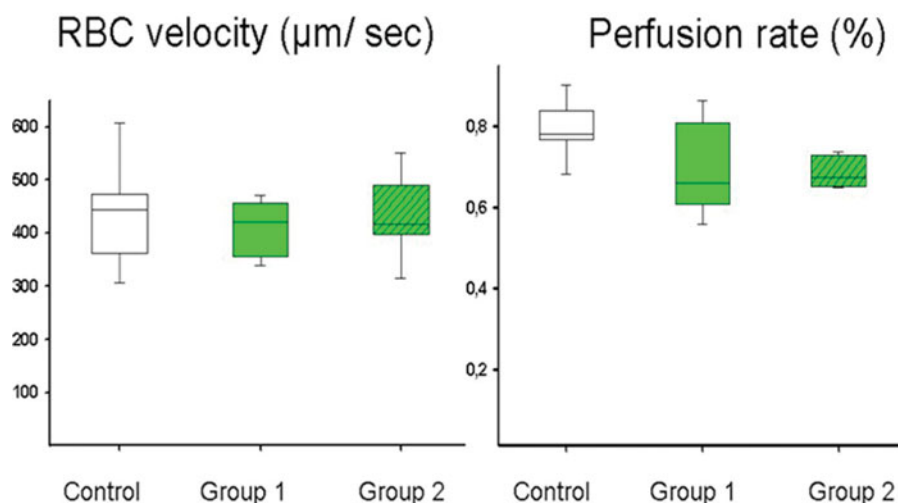 RBC velocity (µm/ sec)
600
500
400
300
200
100
Control Group 1 Group 2
Perfusion rate (%)
0,8
0,6
0,4
0,2
Control Group 1 Group 2